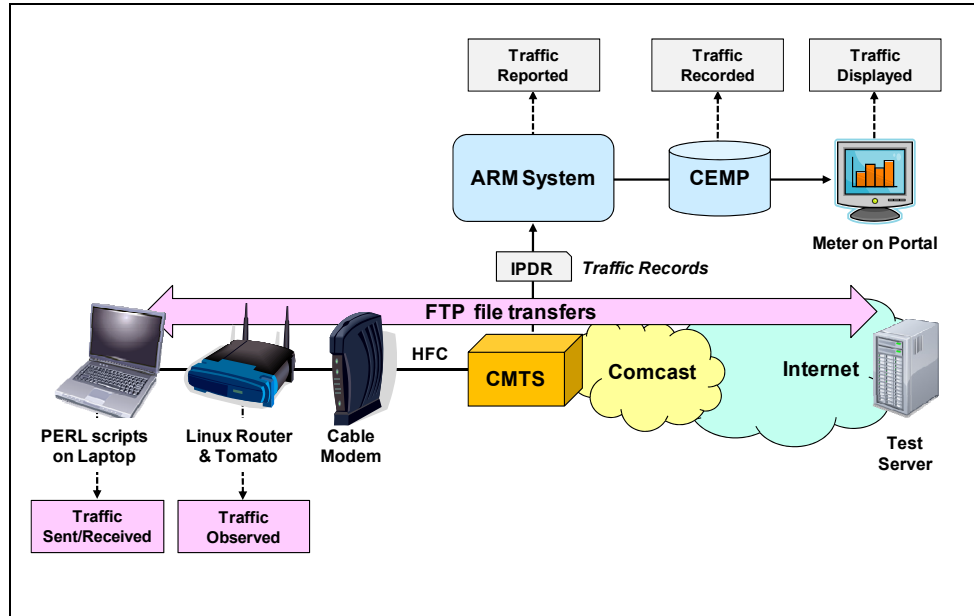 Traffic
Reported
Traffic
Recorded
Traffic
Displayed
ARM System
CEMP
Meter on Portal
IPDR
Traffic Records
FTP file transfers
HFC
CMTS
Comcast
Internet
PERL scripts
on Laptop
Linux Router
& Tomato
Cable
Modem
Test
Server
Traffic
Sent/Received
Traffic
Observed